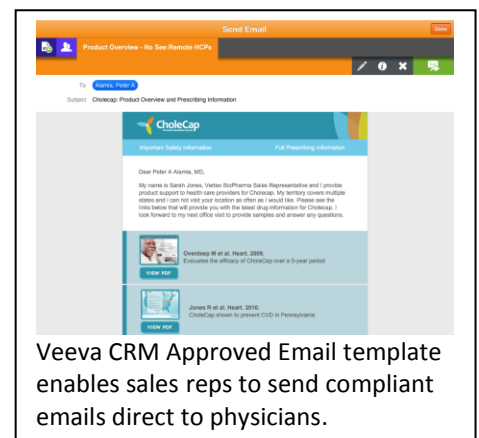 Send Email
Done
Product Overview - No See:Remote HCPs
To Alamia, Peter A
Subject Cholecap: Product Overview and Prescribing Information
CholeCap
Important Safety Information Full Prescribing Information
Dear Peter A Alamia, MD,
My name is Sarah Jones, Verteo BioPharma Sales Representative and I provide
product support to health care providers for Cholecap. My territory covers multiple
states and I can not visit your location as often as I would like. Please see the
links below that will provide you with the latest drug information for Cholecap. I
look forward to my next office visit to provide samples and answer any questions.
Overdeep M et al. Heart. 2009.
Evaluates the efficacy of CholeCap over a 5-year period
VIEW PDF
Jones R et al. Heart. 2010.
CholeCap shown to prevent CVD in Pennsylvania
VIEW PDF
Veeva CRM Approved Email template
enables sales reps to send compliant
emails direct to physicians.